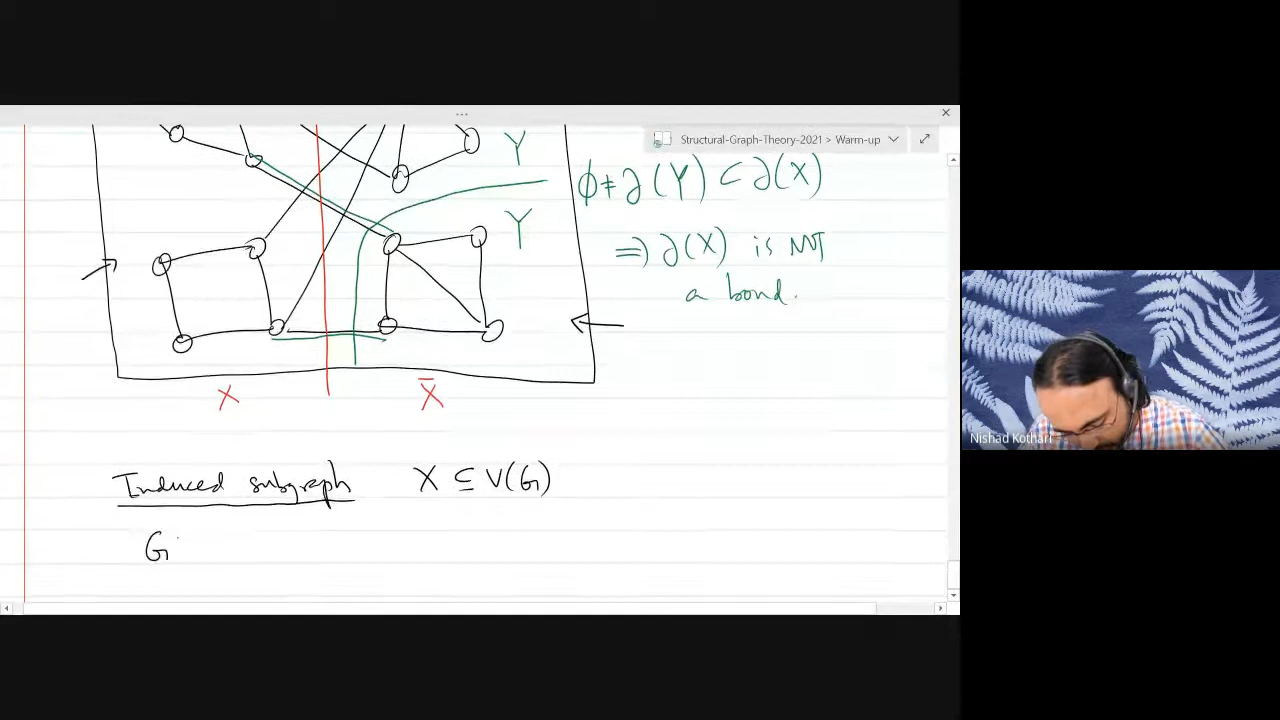 Structural-Graph-Theory-2021 > Warm-up
Y
ϕ ≠ ∂(Y) ⊂ ∂(X)
Y
⇒ ∂(X) is NOT
a bond.
X X̄
Induced subgraph X ⊆ V(G)
G
Nishad Kothari